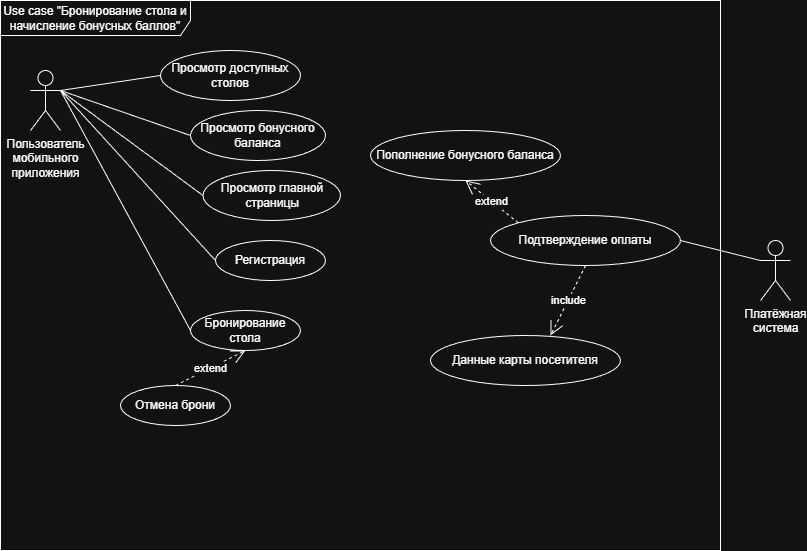 Use case "Бронирование стола и
начисление бонусных баллов"
Просмотр доступных
столов
Пользователь
мобильного
приложения
Просмотр бонусного
баланса
Пополнение бонусного баланса
Просмотр главной
страницы
extend
Подтверждение оплаты
Регистрация
include
Платёжная
система
Бронирование
стола
Данные карты посетителя
extend
Отмена брони